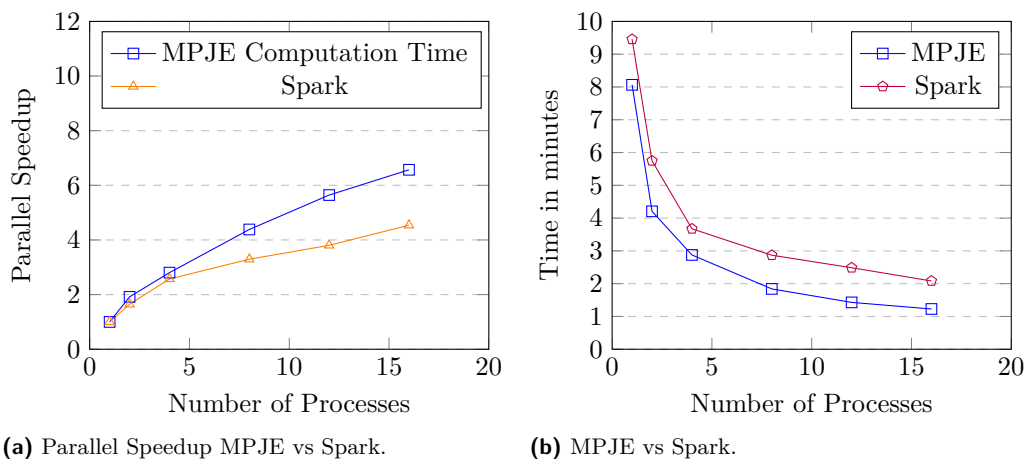 12
10
8
6
4
2
0
Parallel Speedup
MPJE Computation Time
Spark
0
5
10
15
20
Number of Processes
(a) Parallel Speedup MPJE vs Spark.
10
9
8
7
6
5
4
3
2
1
0
Time in minutes
MPJE
Spark
0
5
10
15
20
Number of Processes
(b) MPJE vs Spark.